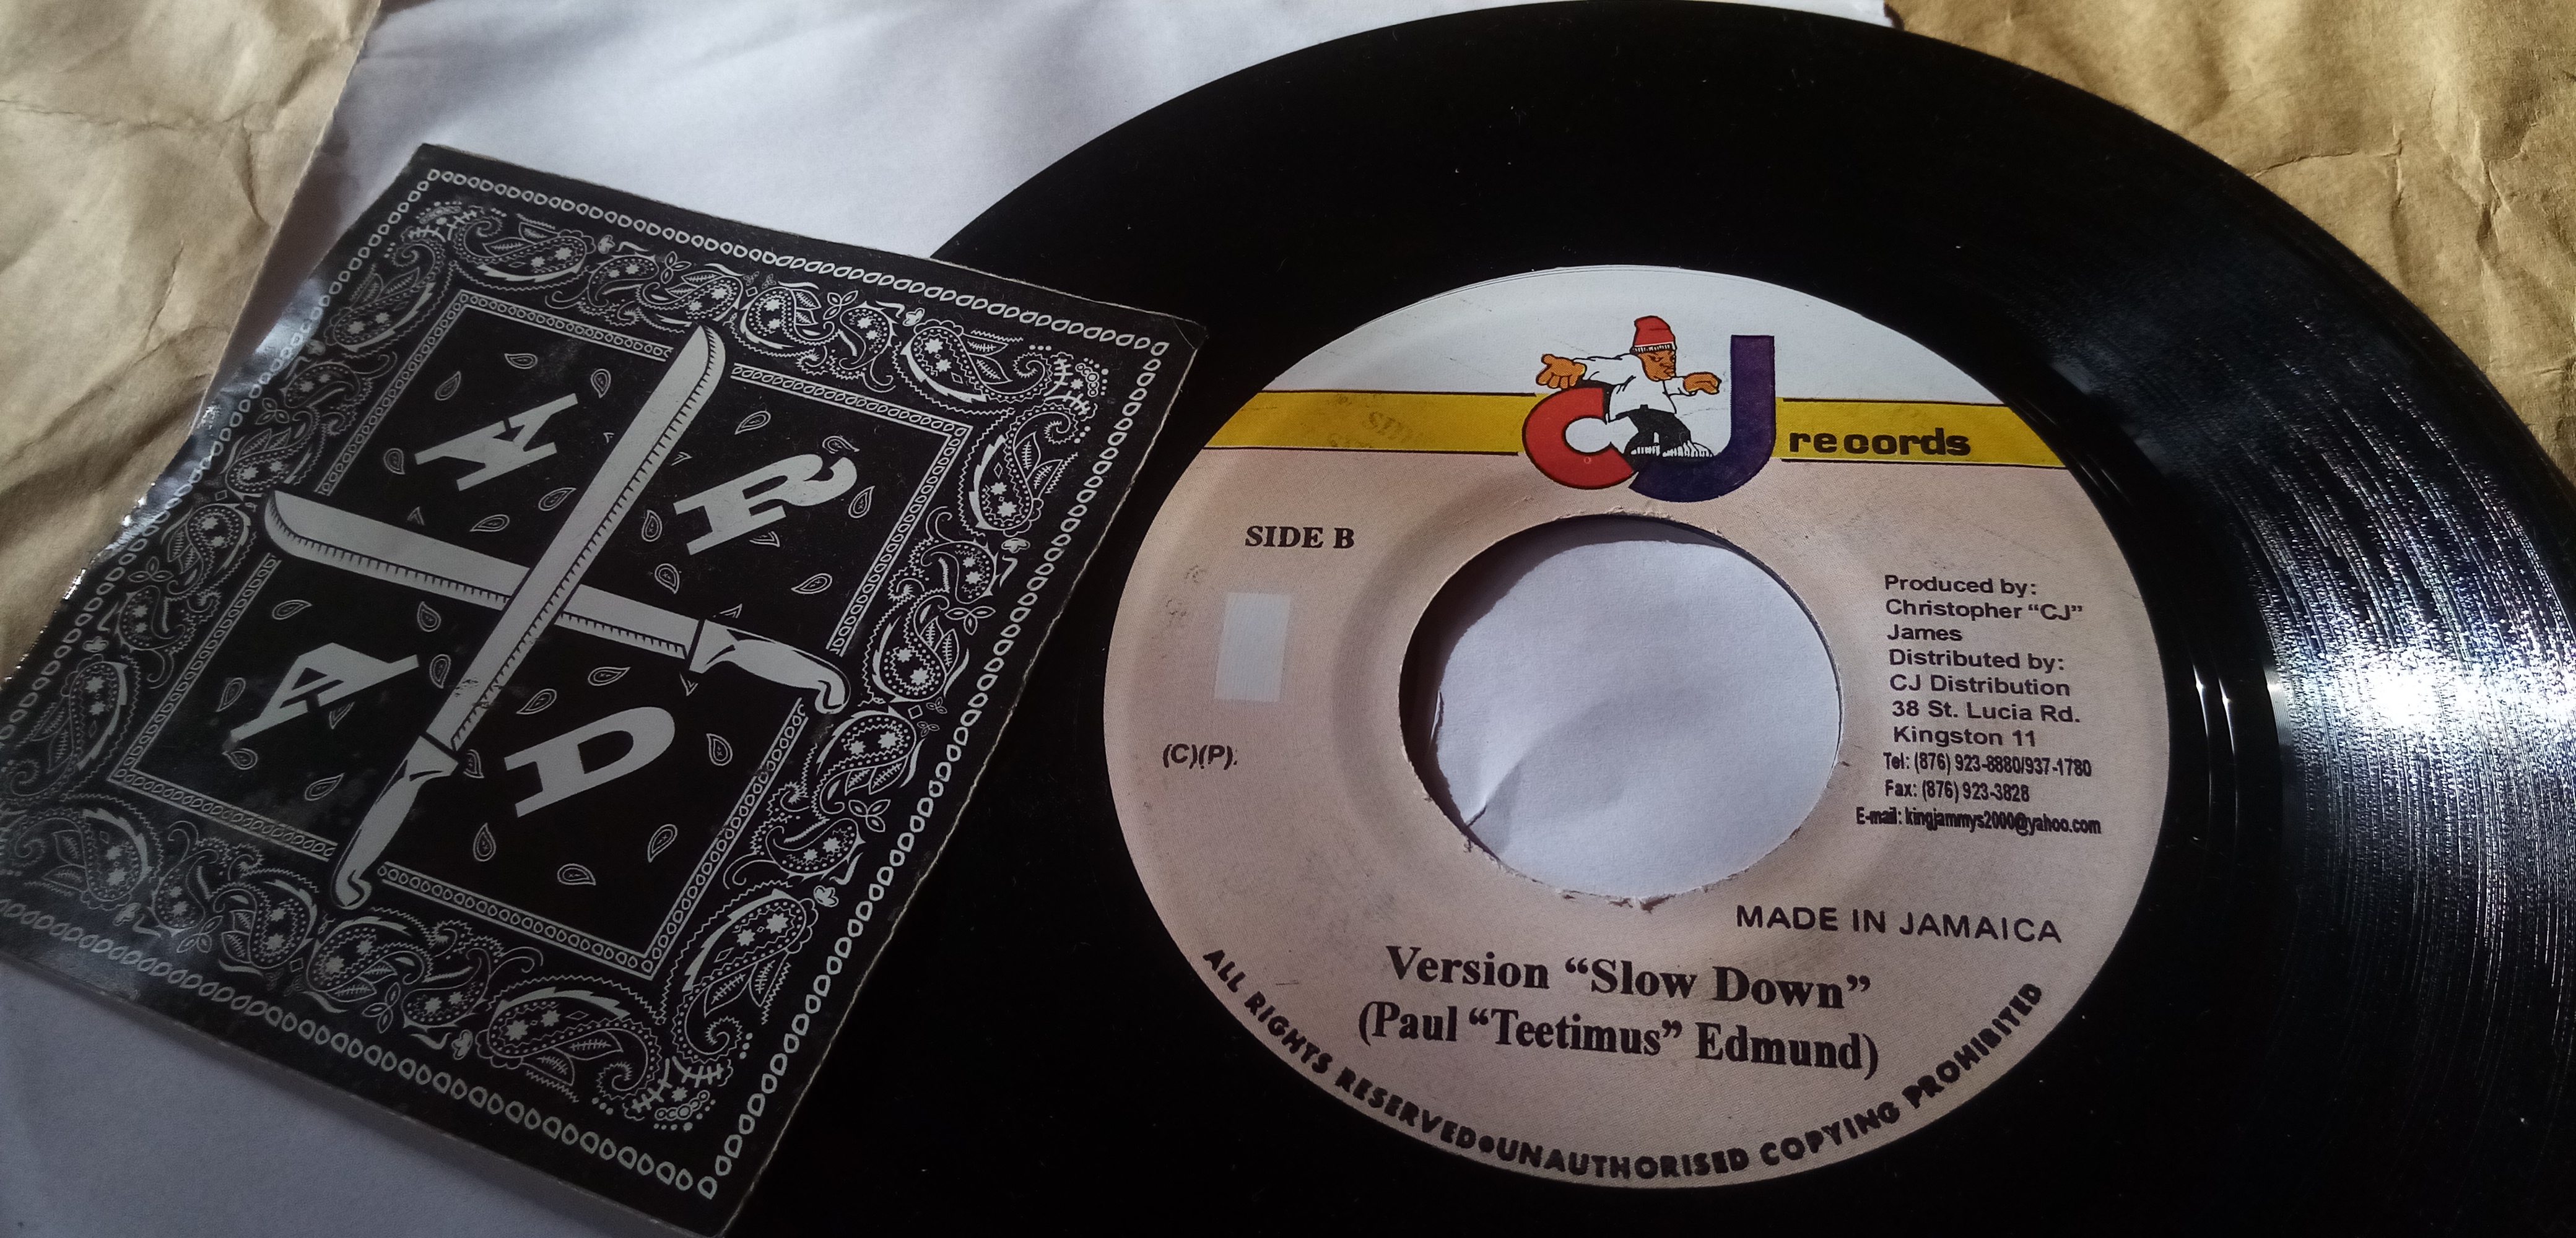 H
R
A
D
CJ
records
SIDE B
(C)(P).
Produced by:
Christopher “CJ”
James
Distributed by:
CJ Distribution
38 St. Lucia Rd.
Kingston 11
Tel: (876) 923-8880/937-1780
Fax: (876) 923-3828
E-mail: kingjammys2000@yahoo.com
MADE IN JAMAICA
Version “Slow Down”
(Paul “Teetimus” Edmund)
ALL RIGHTS RESERVED●UNAUTHORISED COPYING PROHIBITED